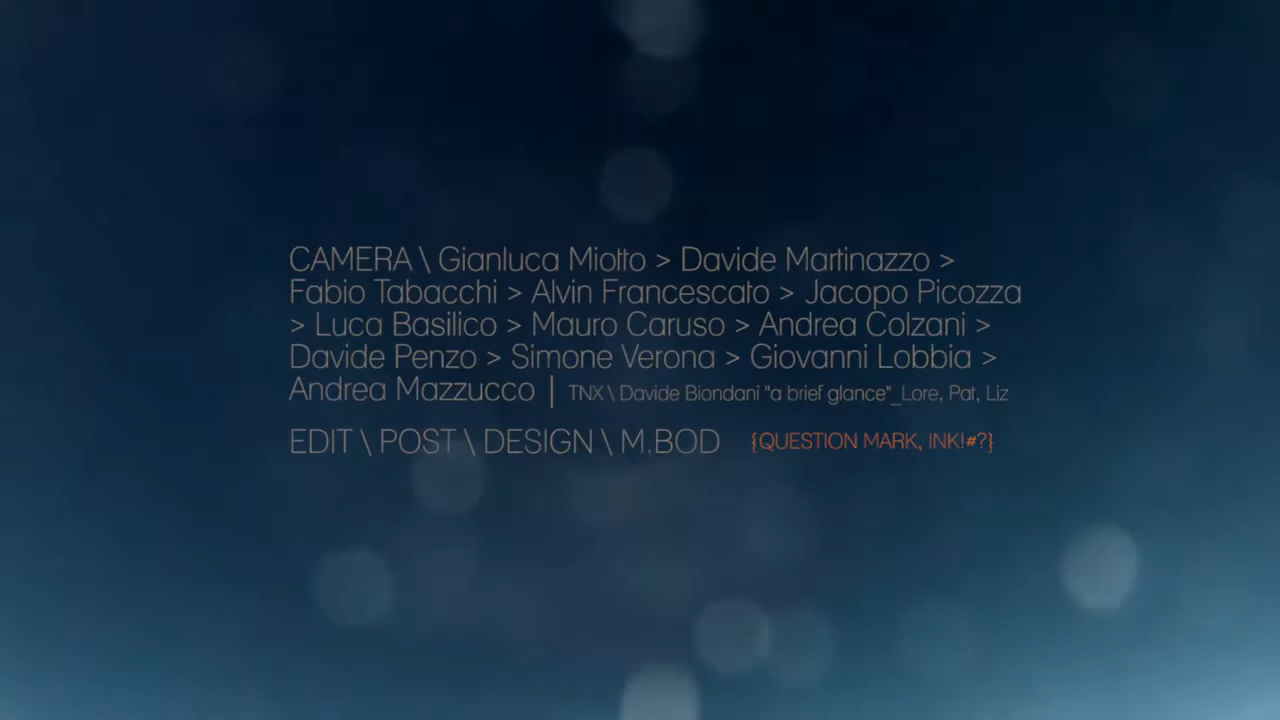 CAMERA \ Gianluca Miotto > Davide Martinazzo >
Fabio Tabacchi > Alvin Francescato > Jacopo Picozza
> Luca Basilico > Mauro Caruso > Andrea Colzani >
Davide Penzo > Simone Verona > Giovanni Lobbia >
Andrea Mazzucco | TNX \ Davide Biondani "a brief glance"_Lore, Pat, Liz
EDIT \ POST \ DESIGN \ M.BOD {QUESTION MARK, INK!#?}